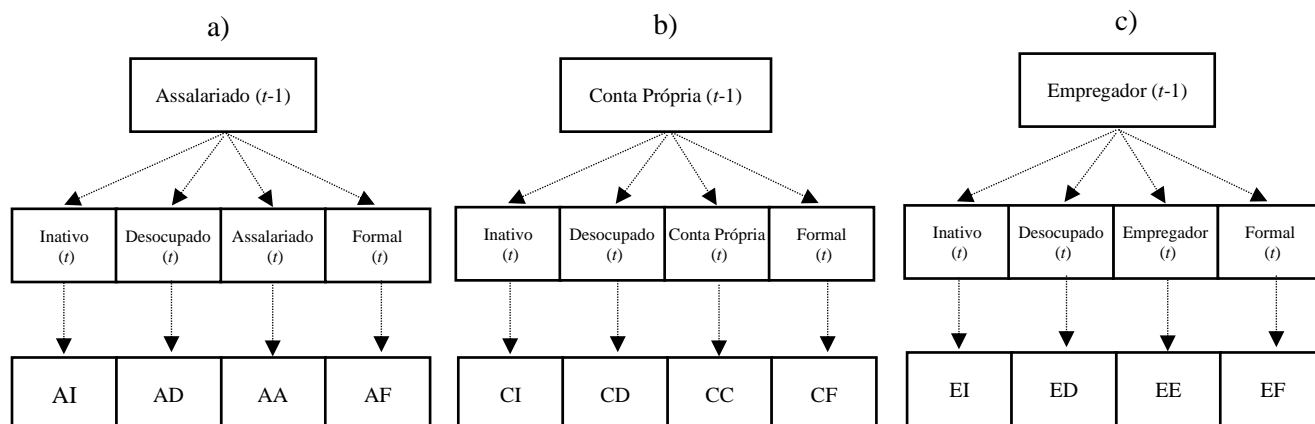 a)
Assalariado (t-1)
Inativo
(t)
Desocupado
(t)
Assalariado
(t)
Formal
(t)
AI
AD
AA
AF
b)
Conta Própria (t-1)
Inativo
(t)
Desocupado
(t)
Conta Própria
(t)
Formal
(t)
CI
CD
CC
CF
c)
Empregador (t-1)
Inativo
(t)
Desocupado
(t)
Empregador
(t)
Formal
(t)
EI
ED
EE
EF